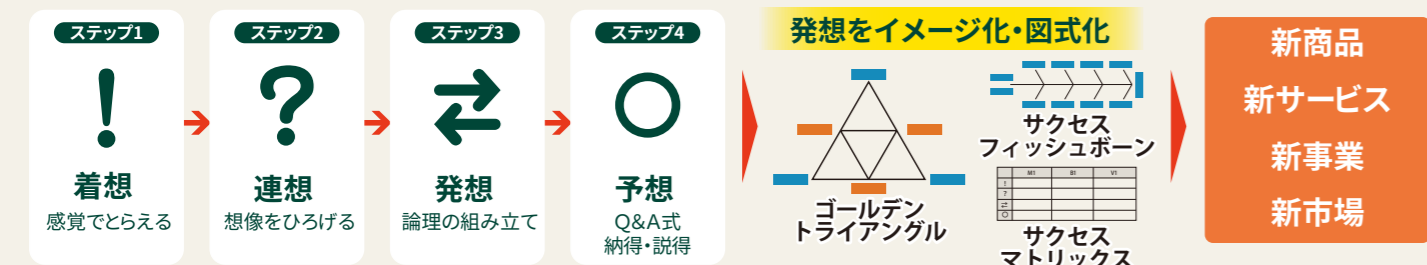 ステップ1
!
着想
感覚でとらえる
ステップ2
?
連想
想像をひろげる
ステップ3
⇄
発想
論理の組み立て
ステップ4
○
予想
Q&A式
納得・説得
発想をイメージ化・図式化
ゴールデン
トライアングル
サクセス
フィッシュボーン
M1 B1 V1
!
?
⇄
○
サクセス
マトリックス
新商品
新サービス
新事業
新市場